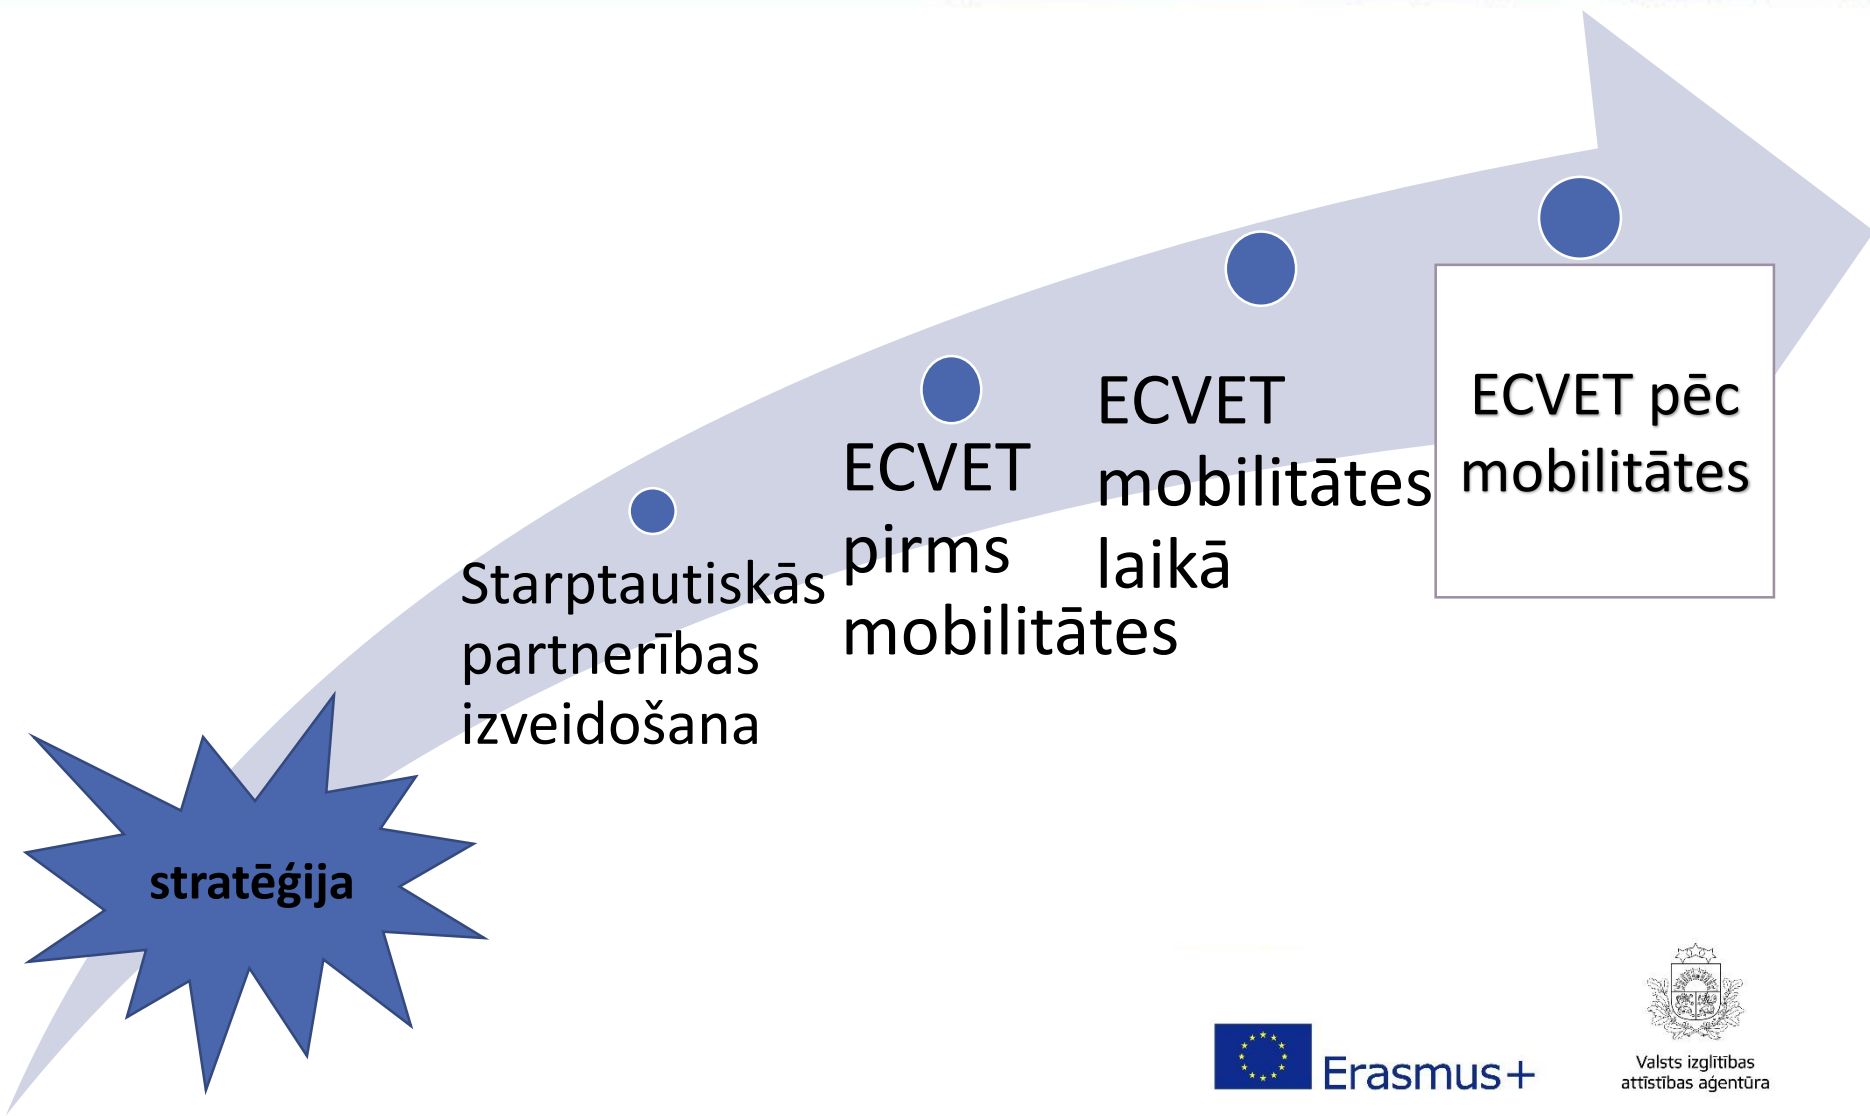 stratēģija
Starptautiskās
partnerības
izveidošana
ECVET
pirms
mobilitātes
ECVET
mobilitātes
laikā
ECVET pēc
mobilitātes
Erasmus+
Valsts izglītības
attīstības aģentūra